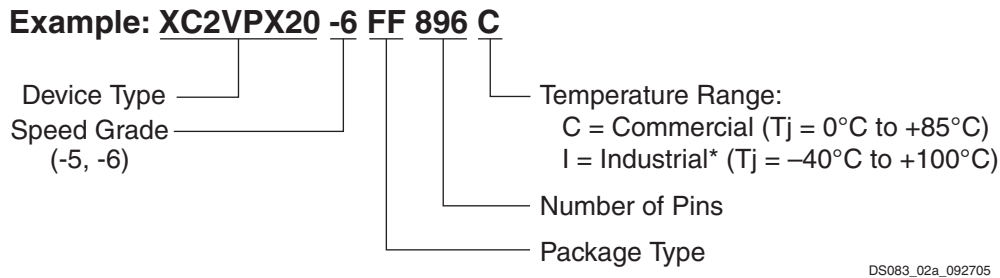 Example: XC2VPX20 -6 FF 896 C
Device Type
Speed Grade
(-5, -6)
Temperature Range:
C = Commercial (Tj = 0°C to +85°C)
I = Industrial* (Tj = –40°C to +100°C)
Number of Pins
Package Type
DS083_02a_092705